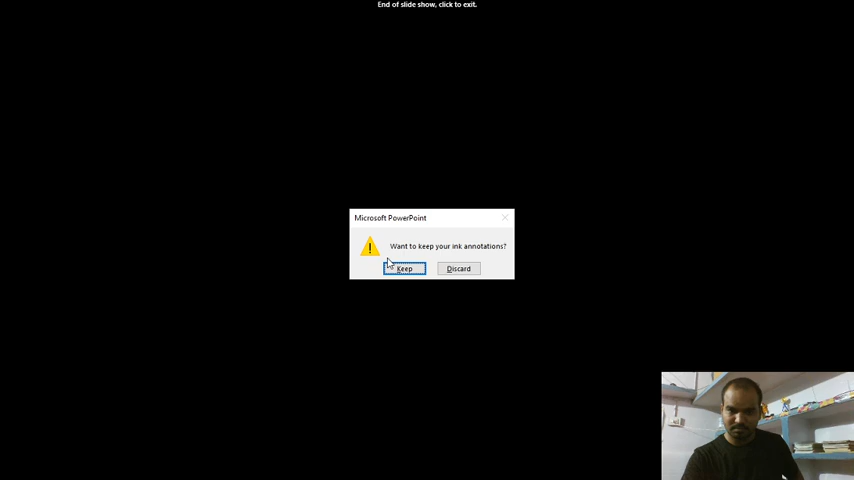 End of slide show, click to exit.
Microsoft PowerPoint
Want to keep your ink annotations?
Keep
Discard